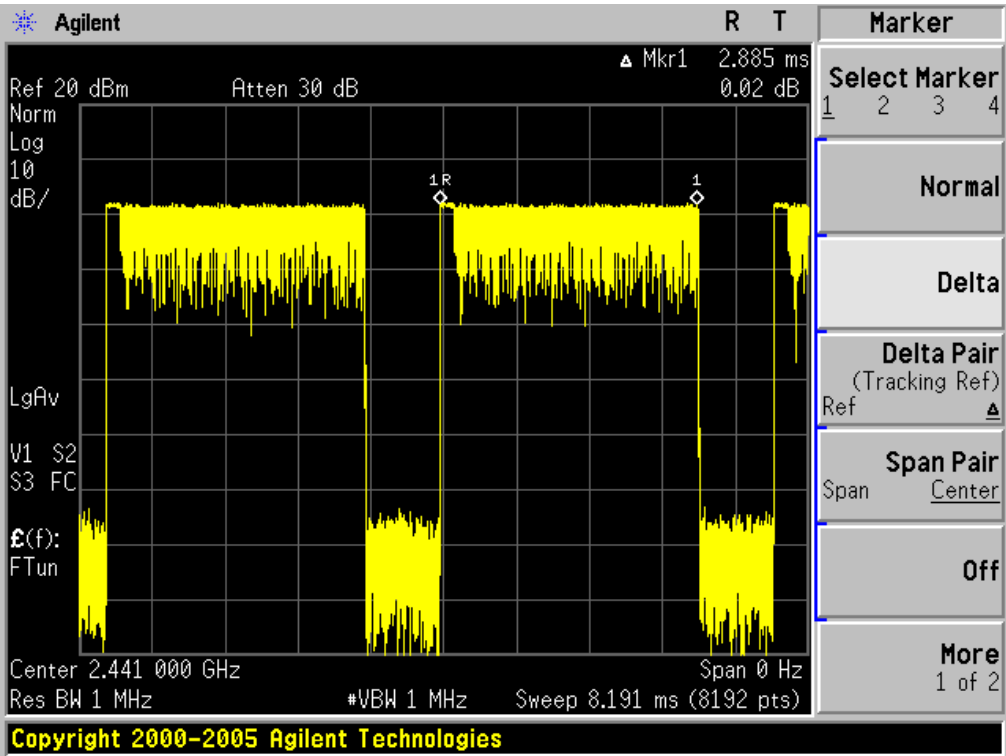 Agilent R T
Δ Mkr1 2.885 ms
Ref 20 dBm Atten 30 dB 0.02 dB
Norm
Log
10
dB/
1R
1
LgAv
V1 S2
S3 FC
£(f):
FTun
Center 2.441 000 GHz Span 0 Hz
Res BW 1 MHz #VBW 1 MHz Sweep 8.191 ms (8192 pts)
Copyright 2000-2005 Agilent Technologies
Marker
Select Marker
1 2 3 4
Normal
Delta
Delta Pair
(Tracking Ref)
Ref Δ
Span Pair
Span Center
Off
More
1 of 2